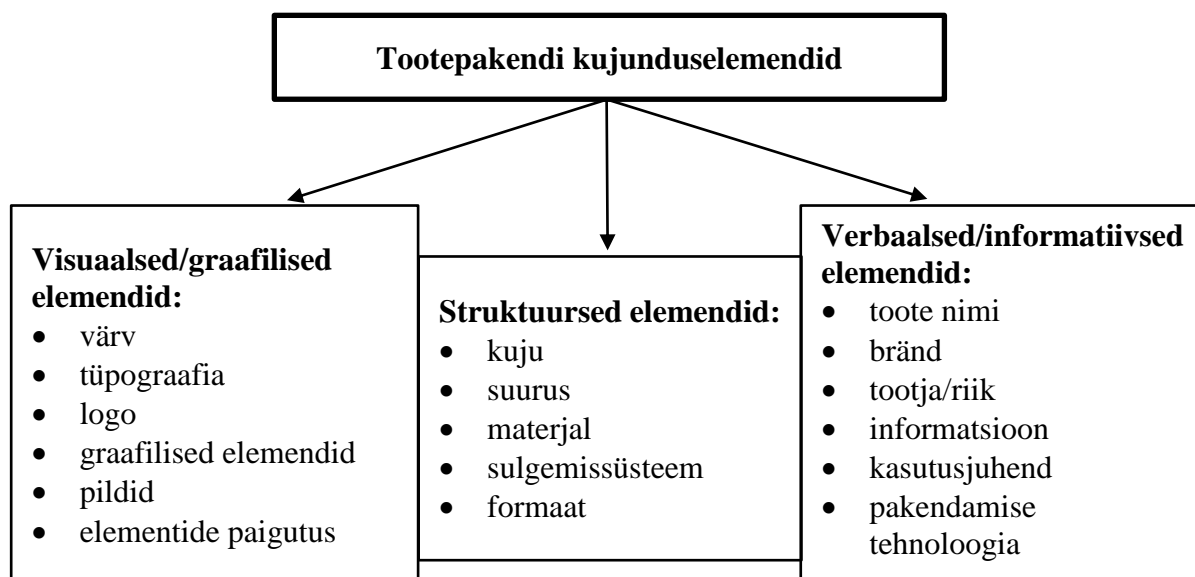 Tootepakendi kujunduselemendid
Visuaalsed/graafilised
elemendid:
• värv
• tüpograafia
• logo
• graafilised elemendid
• pildid
• elementide paigutus
Struktuursed elemendid:
• kuju
• suurus
• materjal
• sulgemissüsteem
• formaat
Verbaalsed/informatiivsed
elemendid:
• toote nimi
• bränd
• tootja/riik
• informatsioon
• kasutusjuhend
• pakendamise
tehnoloogia